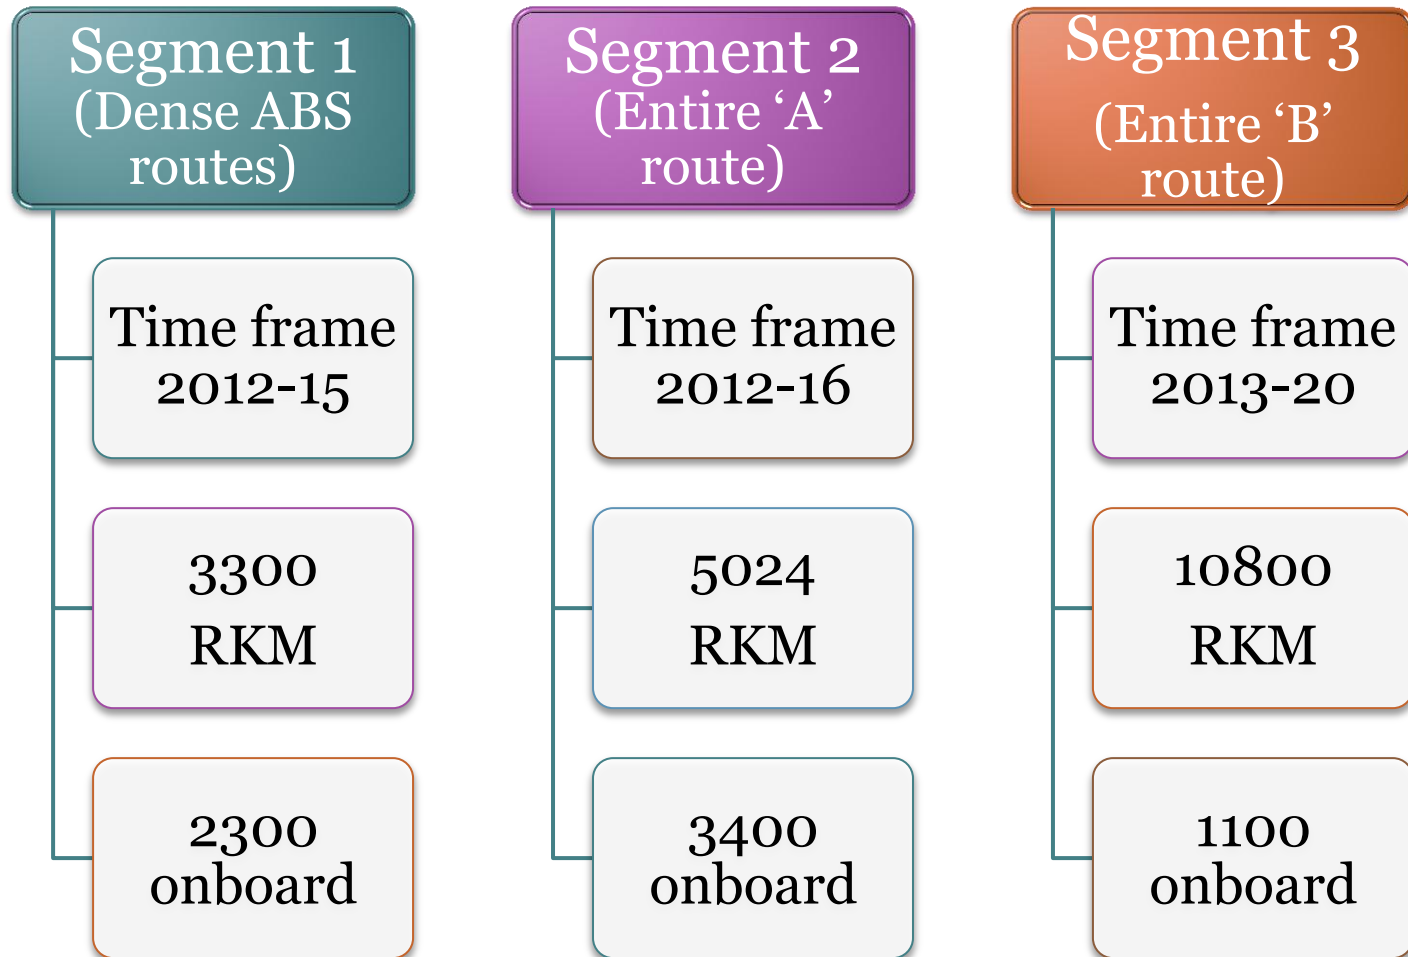 Segment 1
(Dense ABS
routes)
Time frame
2012-15
3300
RKM
2300
onboard
Segment 2
(Entire ‘A’
route)
Time frame
2012-16
5024
RKM
3400
onboard
Segment 3
(Entire ‘B’
route)
Time frame
2013-20
10800
RKM
1100
onboard